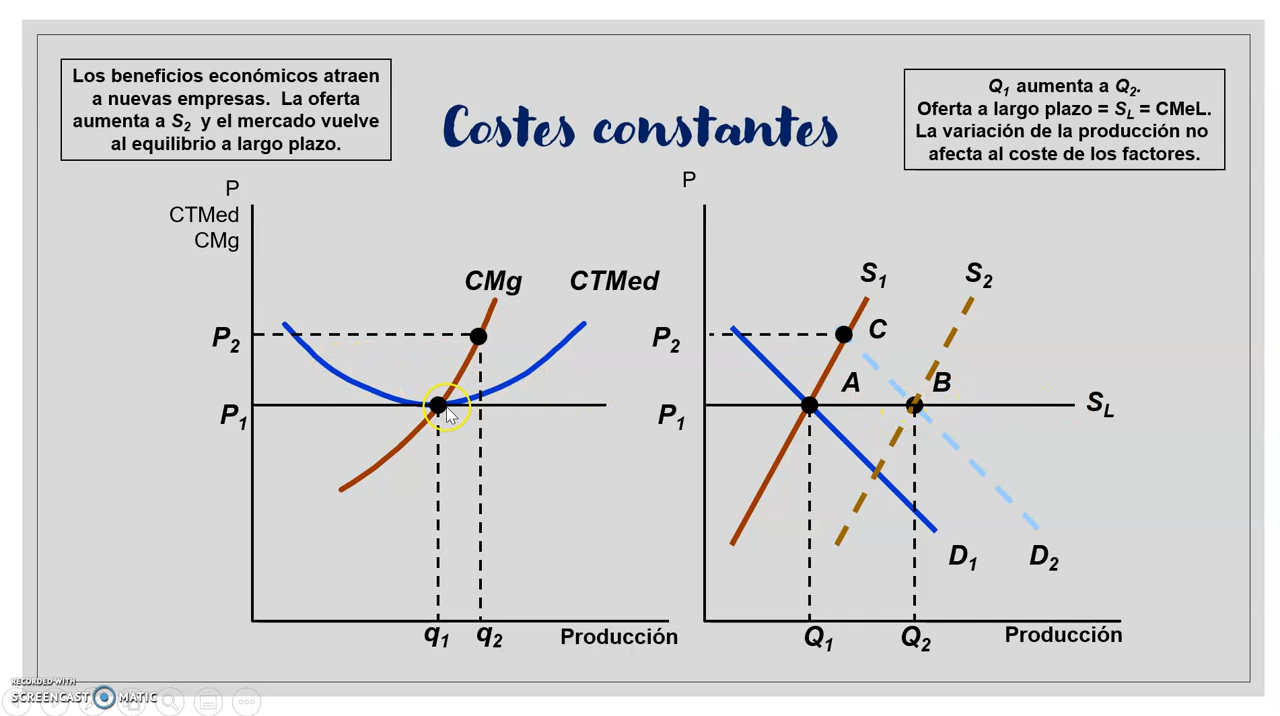 Los beneficios económicos atraen
a nuevas empresas. La oferta
aumenta a S₂ y el mercado vuelve
al equilibrio a largo plazo.
Costes constantes
Q₁ aumenta a Q₂.
Oferta a largo plazo = S_L = CMeL.
La variación de la producción no
afecta al coste de los factores.
P
CTMed
CMg
CMg
CTMed
P₂
P₁
q₁
q₂
Producción
P
S₁
S₂
P₂
C
A
B
P₁
S_L
D₁
D₂
Q₁
Q₂
Producción
RECORDED WITH
SCREENCAST MATIC